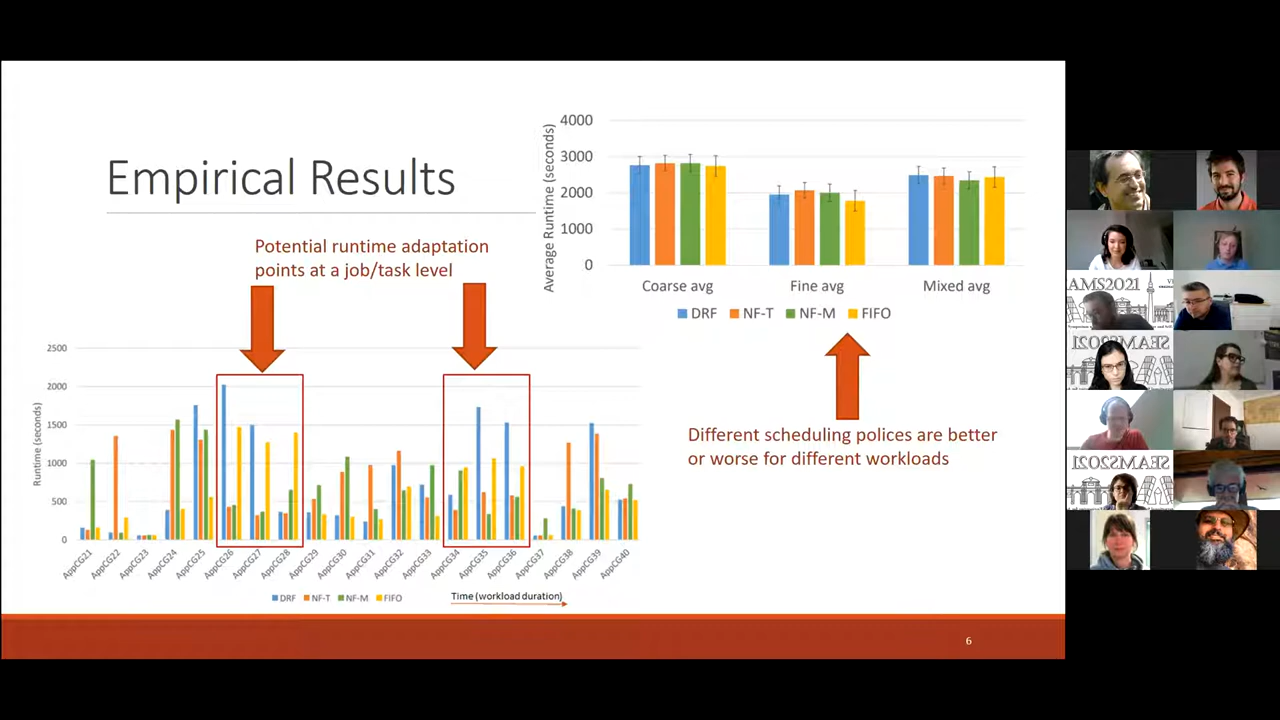 Empirical Results
Potential runtime adaptation
points at a job/task level
4000
3000
2000
1000
0
Average Runtime (seconds)
Coarse avg
Fine avg
Mixed avg
DRF
NF-T
NF-M
FIFO
Different scheduling polices are better
or worse for different workloads
2500
2000
1500
1000
500
0
Runtime (seconds)
AppCG21
AppCG22
AppCG23
AppCG24
AppCG25
AppCG26
AppCG27
AppCG28
AppCG29
AppCG30
AppCG31
AppCG32
AppCG33
AppCG34
AppCG35
AppCG36
AppCG37
AppCG38
AppCG39
AppCG40
DRF
NF-T
NF-M
FIFO
Time (workload duration)
6
AMS2021
SEAMS2021
SEAMS2021